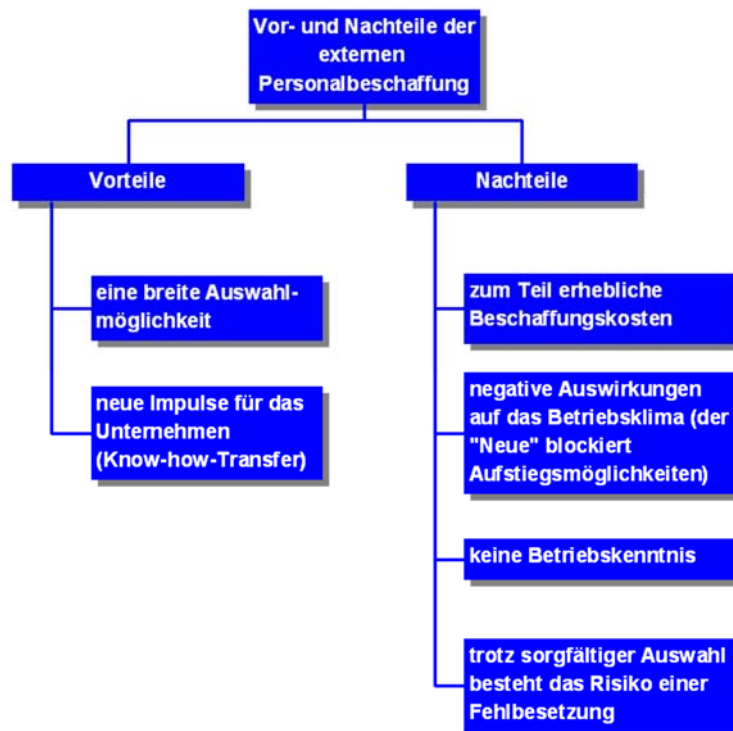 Vor- und Nachteile der
externen
Personalbeschaffung
Vorteile
eine breite Auswahl-
möglichkeit
neue Impulse für das
Unternehmen
(Know-how-Transfer)
Nachteile
zum Teil erhebliche
Beschaffungskosten
negative Auswirkungen
auf das Betriebsklima (der
"Neue" blockiert
Aufstiegsmöglichkeiten)
keine Betriebskenntnis
trotz sorgfältiger Auswahl
besteht das Risiko einer
Fehlbesetzung